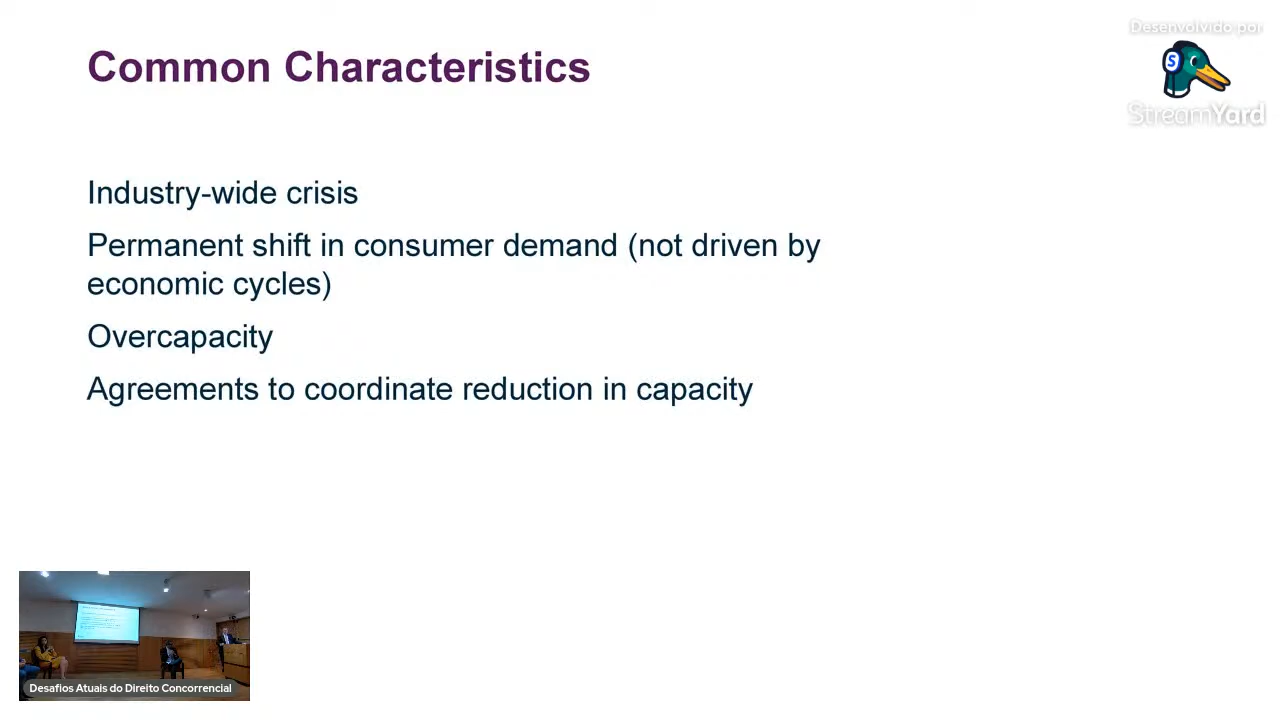 Common Characteristics
Desenvolvido por
S
StreamYard
Industry-wide crisis
Permanent shift in consumer demand (not driven by
economic cycles)
Overcapacity
Agreements to coordinate reduction in capacity
Desafios Atuais do Direito Concorrencial